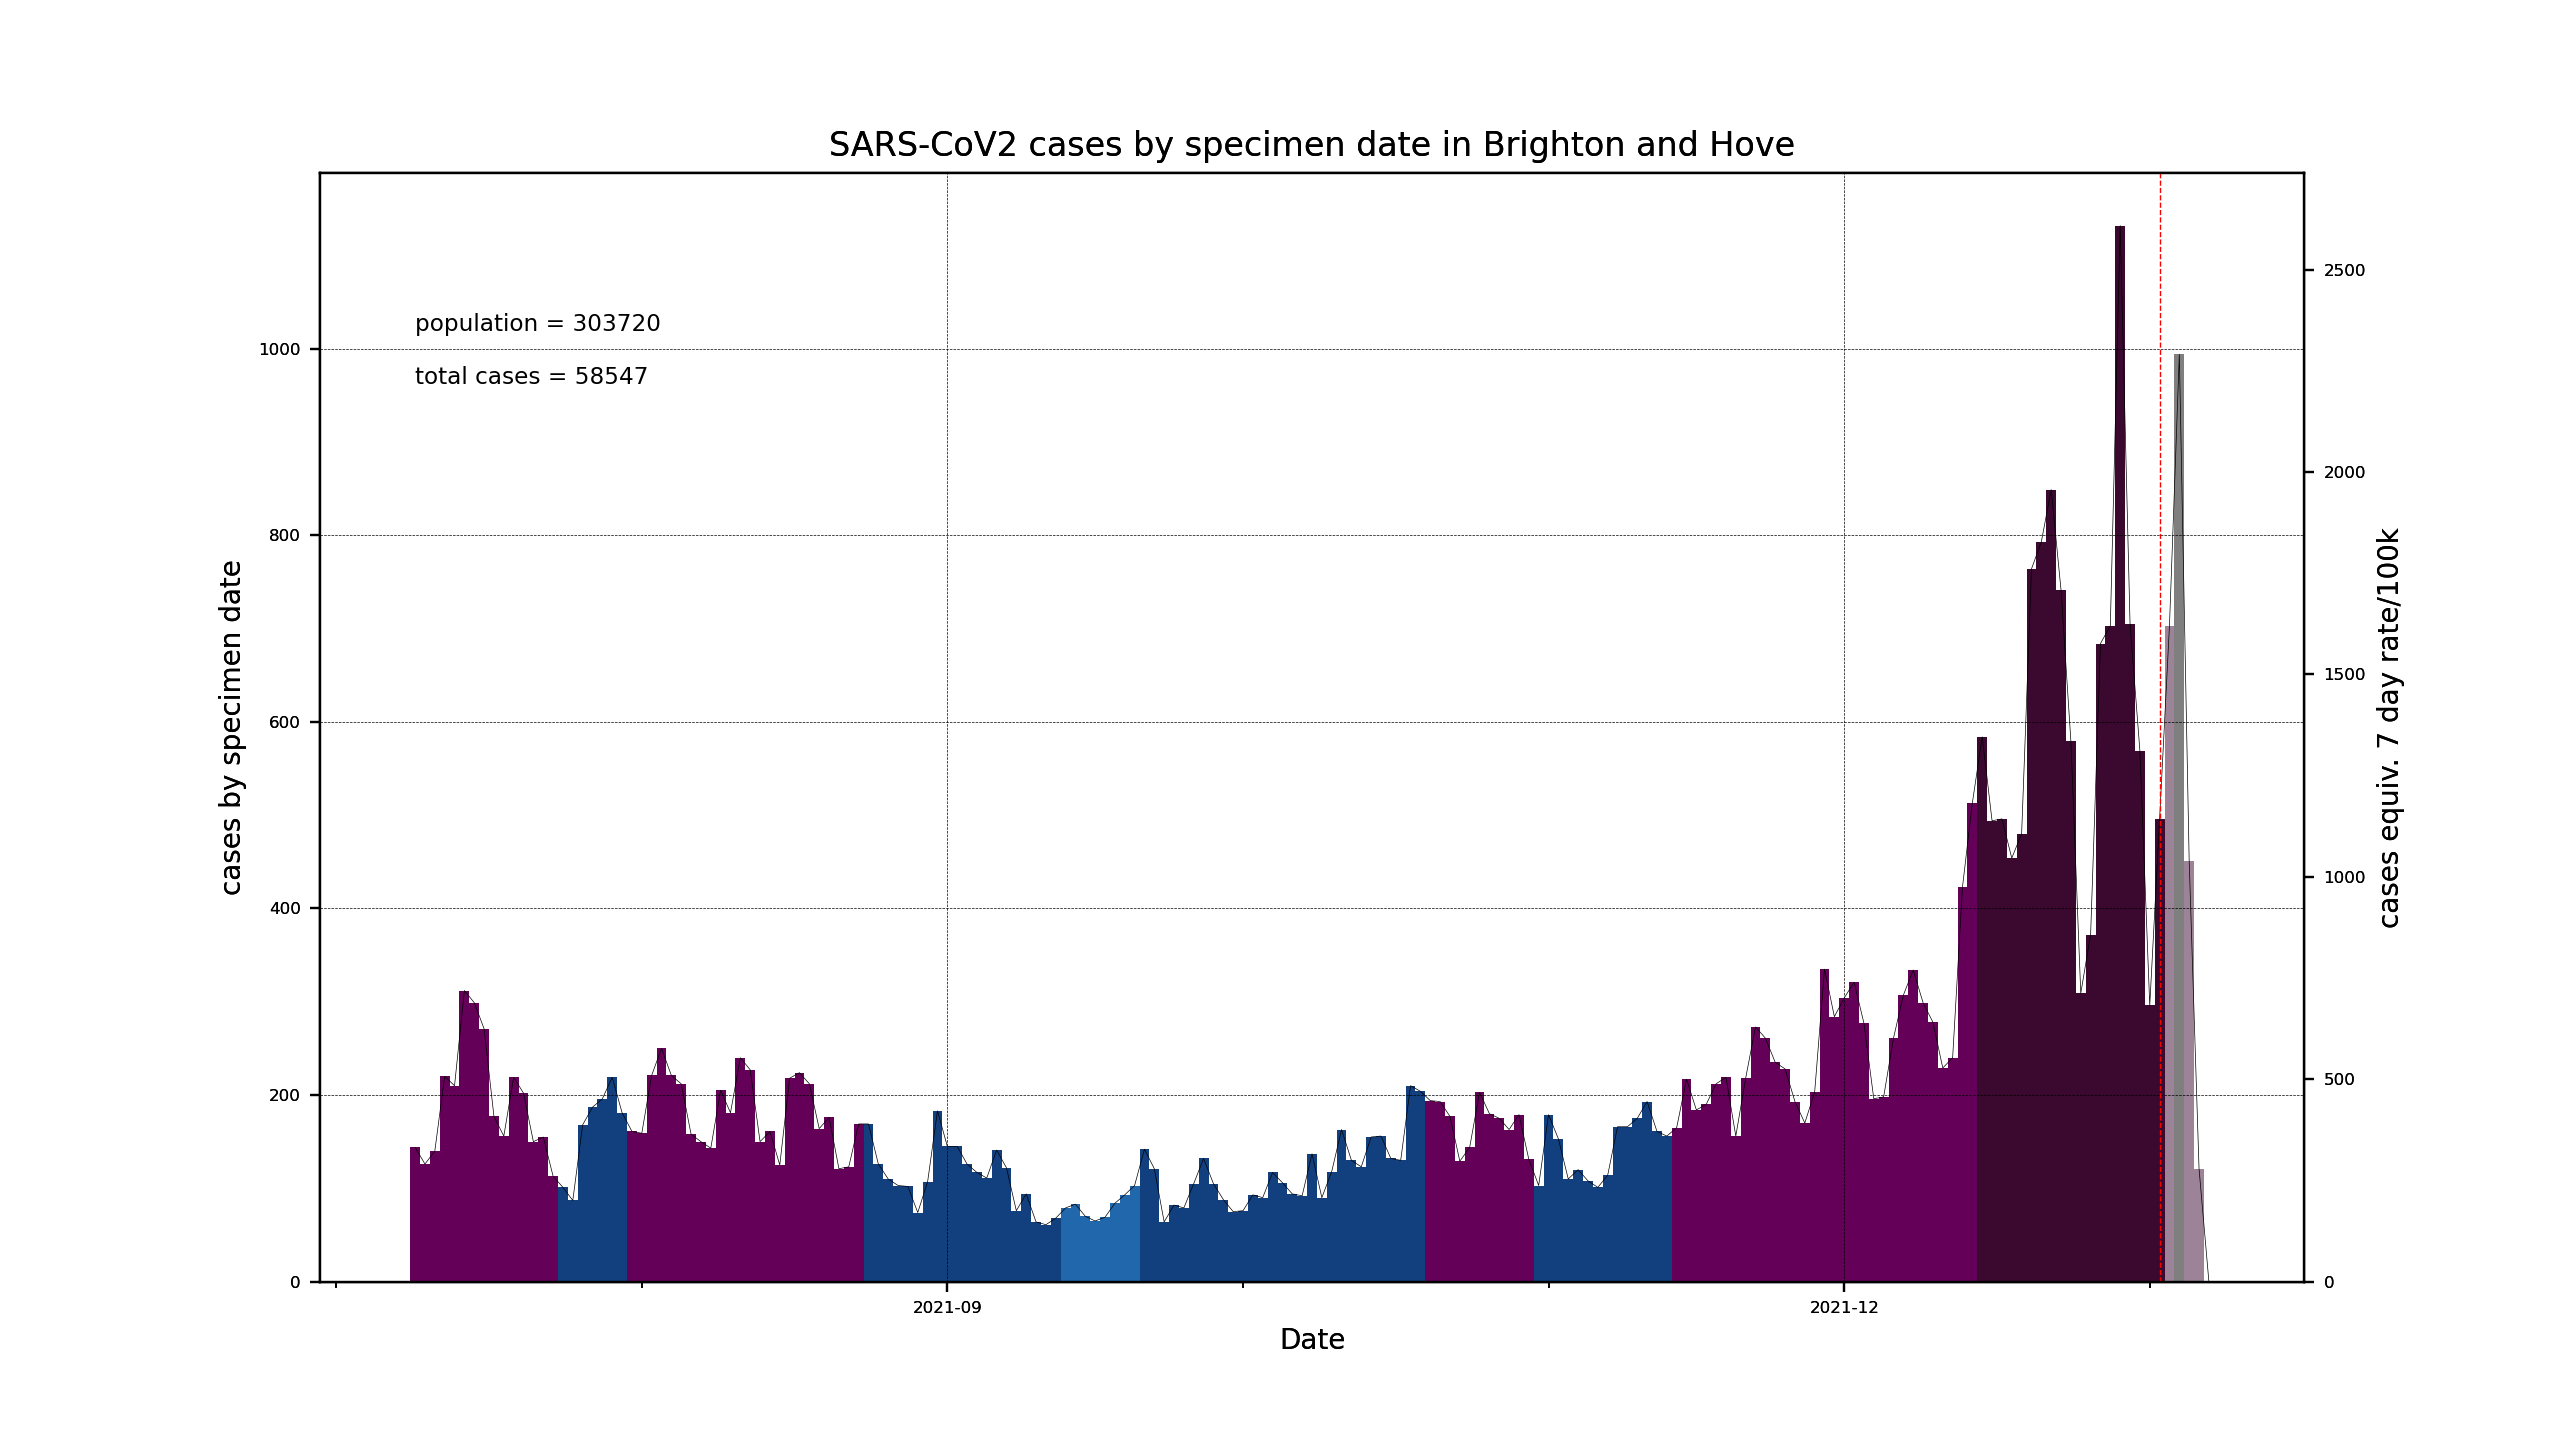 SARS-CoV2 cases by specimen date in Brighton and Hove
population = 303720
total cases = 58547
cases by specimen date
1000
800
600
400
200
0
2500
2000
1500
1000
500
0
cases equiv. 7 day rate/100k
2021-09
2021-12
Date